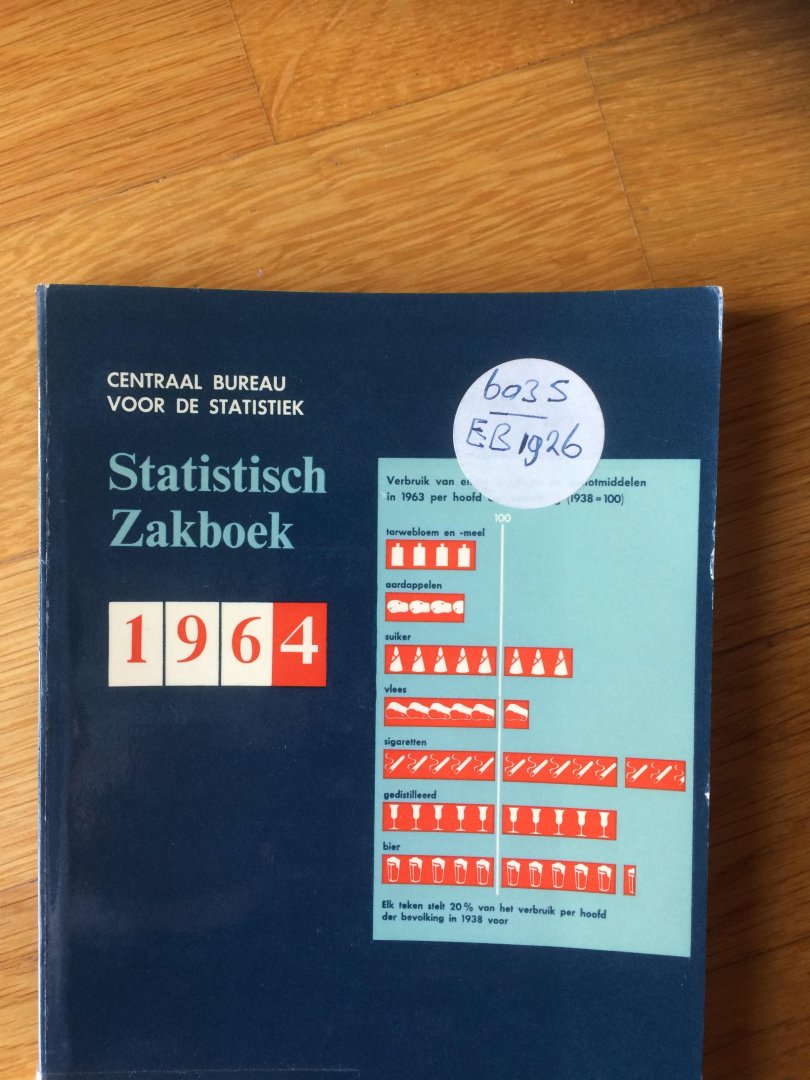 CENTRAAL BUREAU
VOOR DE STATISTIEK
Statistisch
Zakboek
1964
6035
EB 1926
Verbruik van
in 1963 per hoofd (1938=100)
100
tarwebloem en -meel
aardappelen
suiker
vlees
sigaretten
gedistilleerd
bier
Elk teken stelt 20% van het verbruik per hoofd
der bevolking in 1938 voor